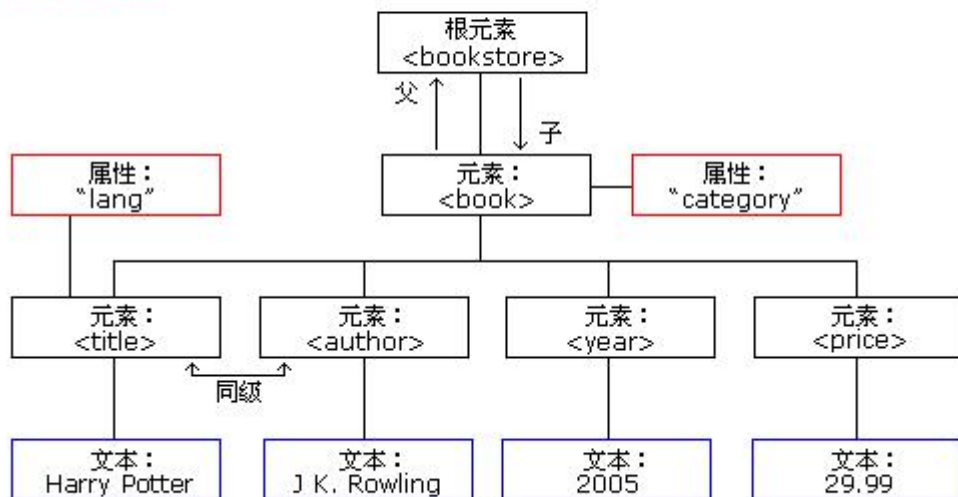 根元素
<bookstore>
父
子
属性：
"lang"
元素：
<book>
属性：
"category"
元素：
<title>
元素：
<author>
元素：
<year>
元素：
<price>
同级
文本：
Harry Potter
文本：
J K. Rowling
文本：
2005
文本：
29.99